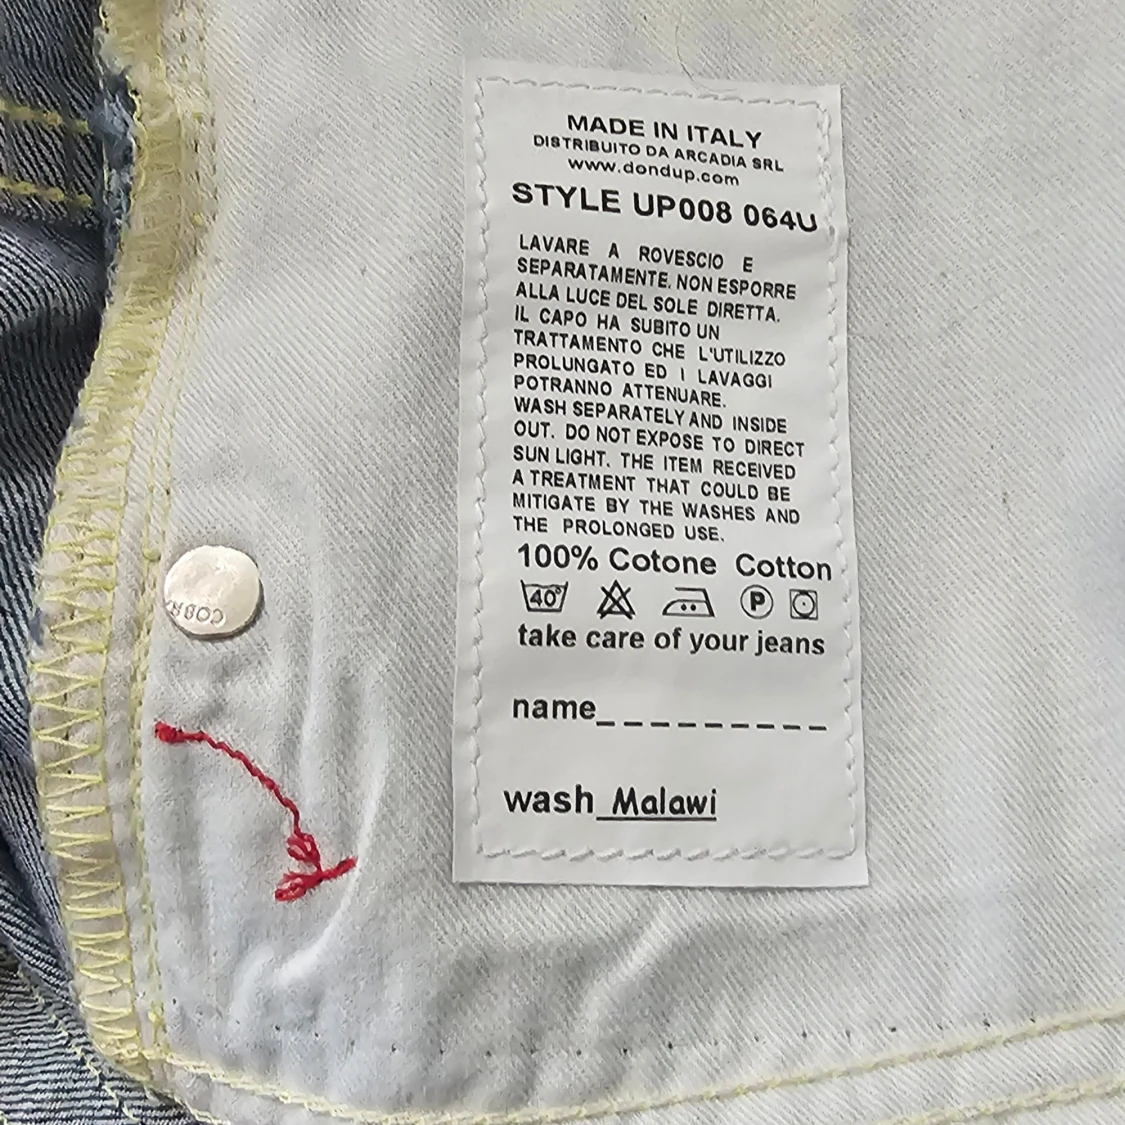 MADE IN ITALY
DISTRIBUITO DA ARCADIA SRL
www.dondup.com
STYLE UP008 064U
LAVARE A ROVESCIO E
SEPARATAMENTE. NON ESPORRE
ALLA LUCE DEL SOLE DIRETTA.
IL CAPO HA SUBITO UN
TRATTAMENTO CHE L'UTILIZZO
PROLUNGATO ED I LAVAGGI
POTRANNO ATTENUARE.
WASH SEPARATELY AND INSIDE
OUT. DO NOT EXPOSE TO DIRECT
SUN LIGHT. THE ITEM RECEIVED
A TREATMENT THAT COULD BE
MITIGATE BY THE WASHES AND
THE PROLONGED USE.
100% Cotone Cotton
40° P
take care of your jeans
name_ _ _ _ _ _ _ _ _
wash Malawi